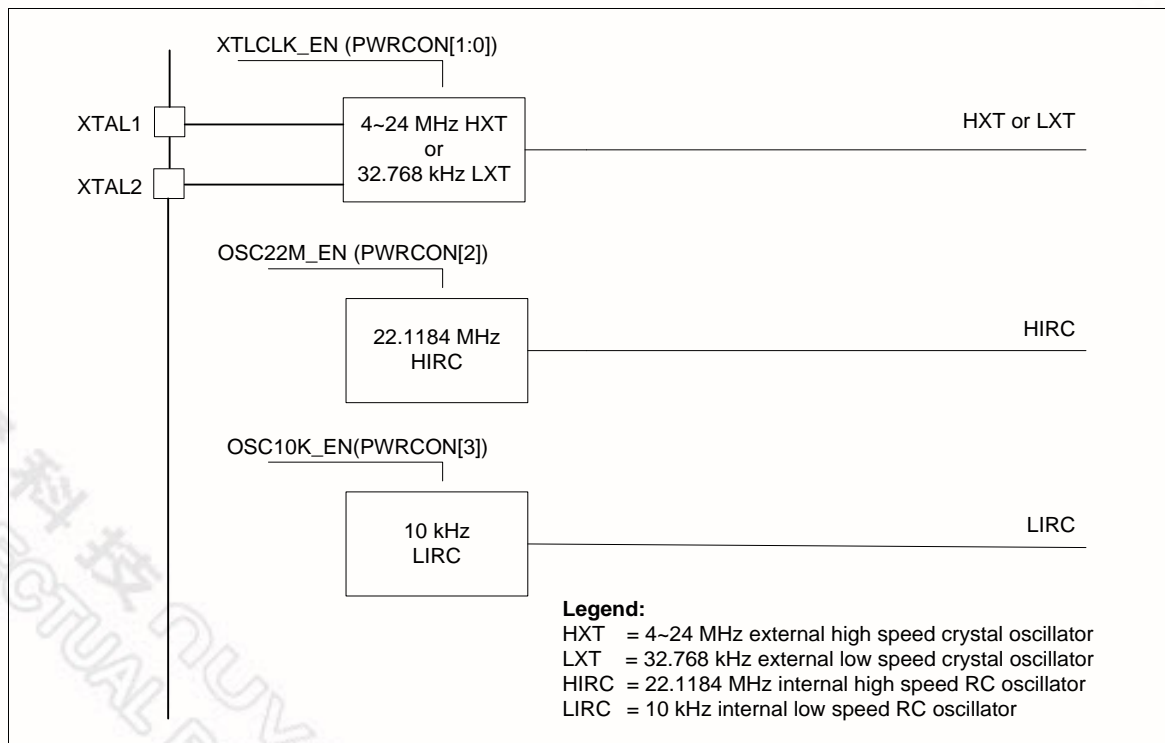 XTLCLK_EN (PWRCON[1:0])
XTAL1
XTAL2
4~24 MHz HXT
or
32.768 kHz LXT
HXT or LXT
OSC22M_EN (PWRCON[2])
22.1184 MHz
HIRC
HIRC
OSC10K_EN(PWRCON[3])
10 kHz
LIRC
LIRC
Legend:
HXT = 4~24 MHz external high speed crystal oscillator
LXT = 32.768 kHz external low speed crystal oscillator
HIRC = 22.1184 MHz internal high speed RC oscillator
LIRC = 10 kHz internal low speed RC oscillator
科技